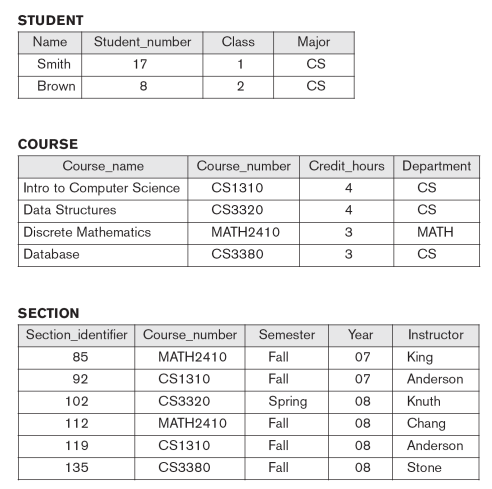 STUDENT
Name Student_number Class Major
Smith 17 1 CS
Brown 8 2 CS
COURSE
Course_name Course_number Credit_hours Department
Intro to Computer Science CS1310 4 CS
Data Structures CS3320 4 CS
Discrete Mathematics MATH2410 3 MATH
Database CS3380 3 CS
SECTION
Section_identifier Course_number Semester Year Instructor
85 MATH2410 Fall 07 King
92 CS1310 Fall 07 Anderson
102 CS3320 Spring 08 Knuth
112 MATH2410 Fall 08 Chang
119 CS1310 Fall 08 Anderson
135 CS3380 Fall 08 Stone